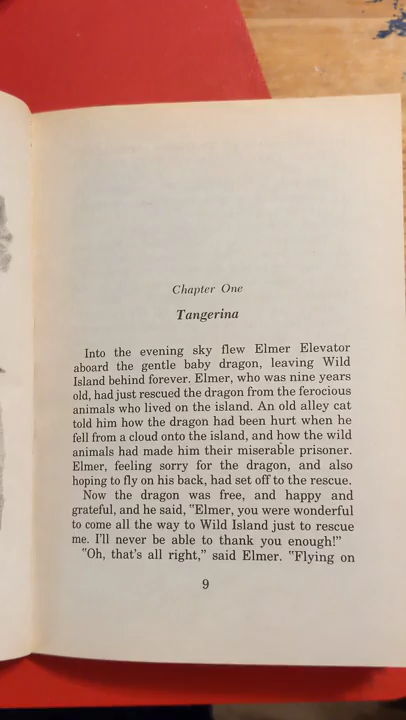 Chapter One
Tangerina
Into the evening sky flew Elmer Elevator
aboard the gentle baby dragon, leaving Wild
Island behind forever. Elmer, who was nine years
old, had just rescued the dragon from the ferocious
animals who lived on the island. An old alley cat
told him how the dragon had been hurt when he
fell from a cloud onto the island, and how the wild
animals had made him their miserable prisoner.
Elmer, feeling sorry for the dragon, and also
hoping to fly on his back, had set off to the rescue.
Now the dragon was free, and happy and
grateful, and he said, "Elmer, you were wonderful
to come all the way to Wild Island just to rescue
me. I'll never be able to thank you enough!"
"Oh, that's all right," said Elmer. "Flying on
9